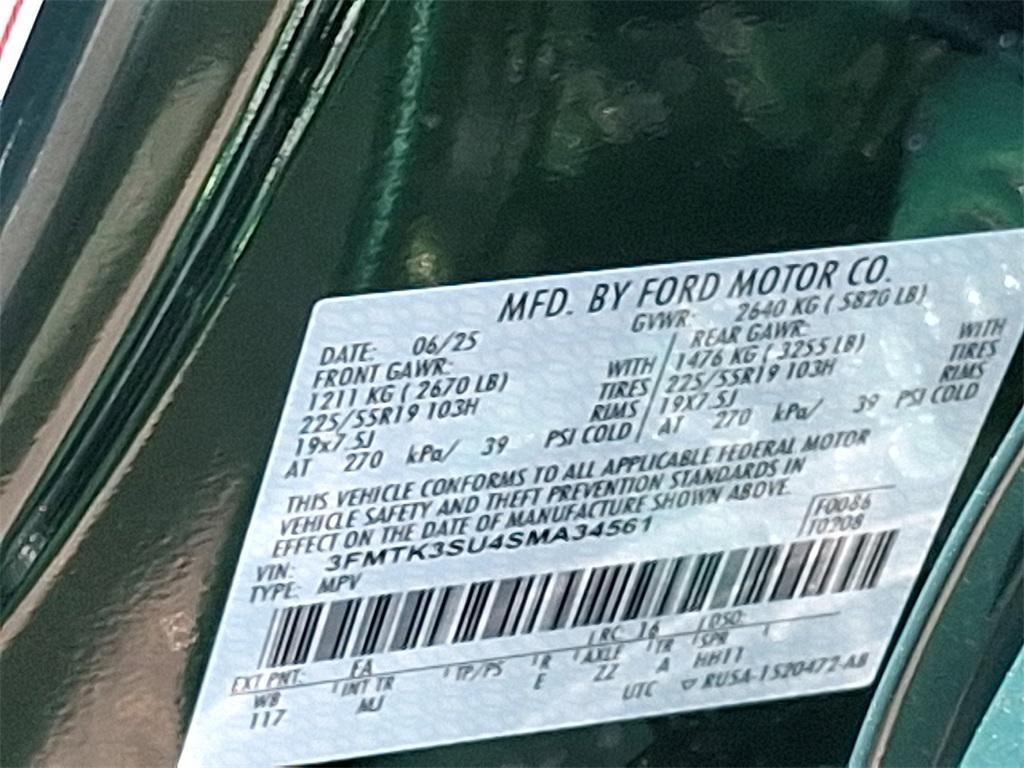 MFD. BY FORD MOTOR CO.
DATE: 06/25 GVWR: 2640 KG ( 5820 LB)
FRONT GAWR: REAR GAWR:
1211 KG ( 2670 LB) WITH 1476 KG ( 3255 LB) WITH
225/55R19 103H TIRES 225/55R19 103H TIRES
19x7.5J RIMS 19X7.5J RIMS
AT 270 kPa/ 39 PSI COLD AT 270 kPa/ 39 PSI COLD
THIS VEHICLE CONFORMS TO ALL APPLICABLE FEDERAL MOTOR
VEHICLE SAFETY AND THEFT PREVENTION STANDARDS IN
EFFECT ON THE DATE OF MANUFACTURE SHOWN ABOVE.
VIN: 3FMTK3SU4SMA34561 F0086
TYPE: MPV T0208
EXT PNT: EA RC: 16 DSO:
WB INT TR TP/PS R AXLE TR SPR
117 MJ E ZZ A HH11
UTC RUSA-1520472-AB